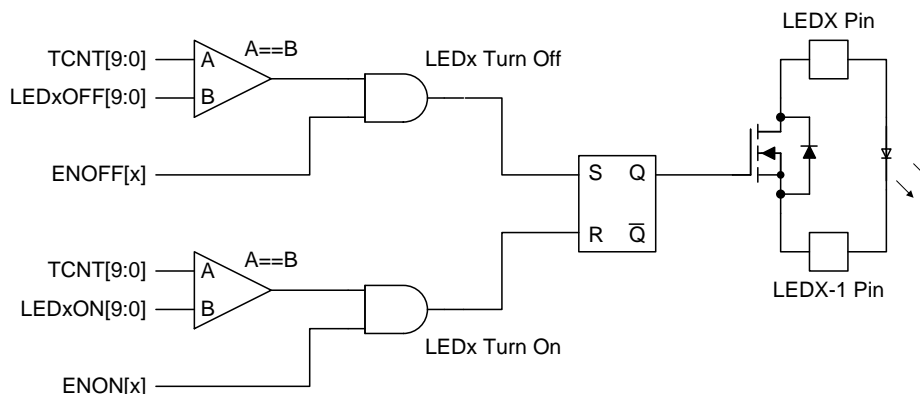 LEDX Pin
TCNT[9:0]
A
A==B
LEDx Turn Off
LEDxOFF[9:0]
B
ENOFF[x]
S
Q
R
Q̅
TCNT[9:0]
A
A==B
LEDxON[9:0]
B
LEDX-1 Pin
LEDx Turn On
ENON[x]